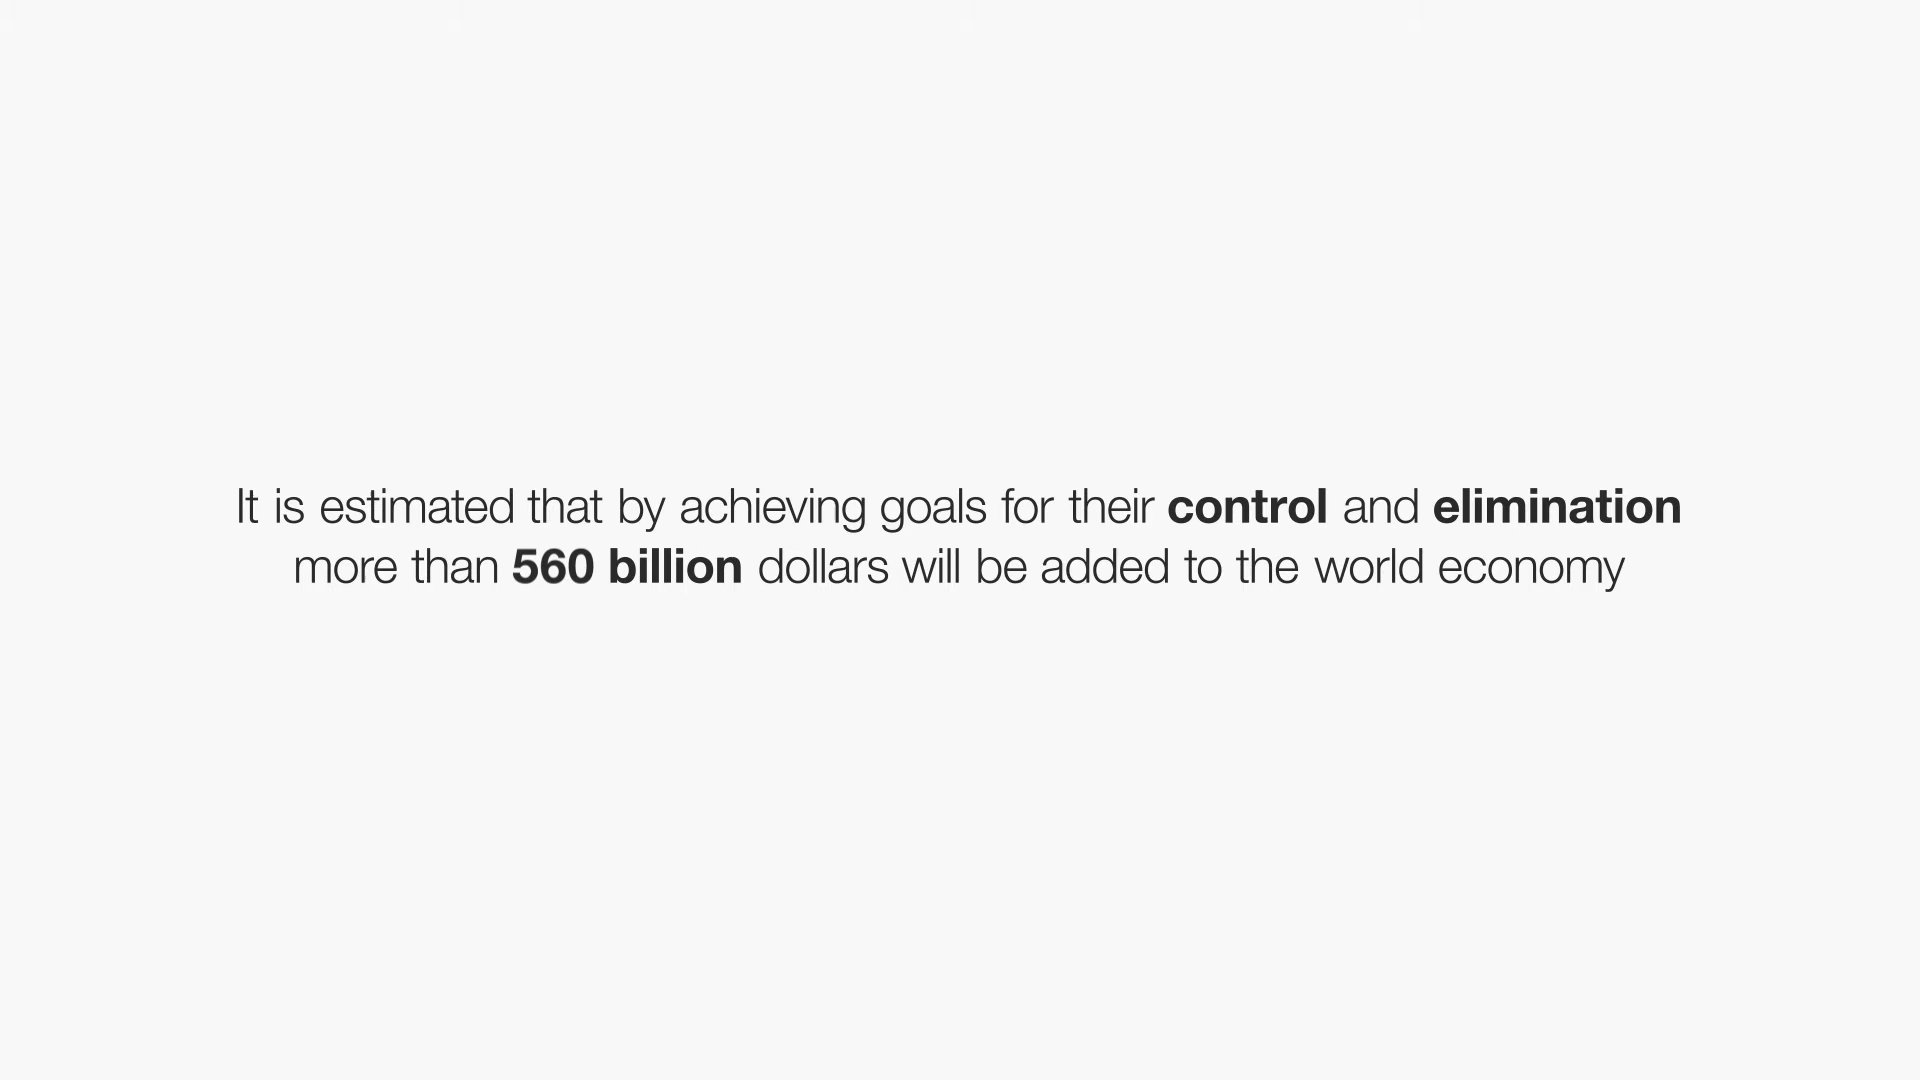 It is estimated that by achieving goals for their control and elimination
more than 560 billion dollars will be added to the world economy